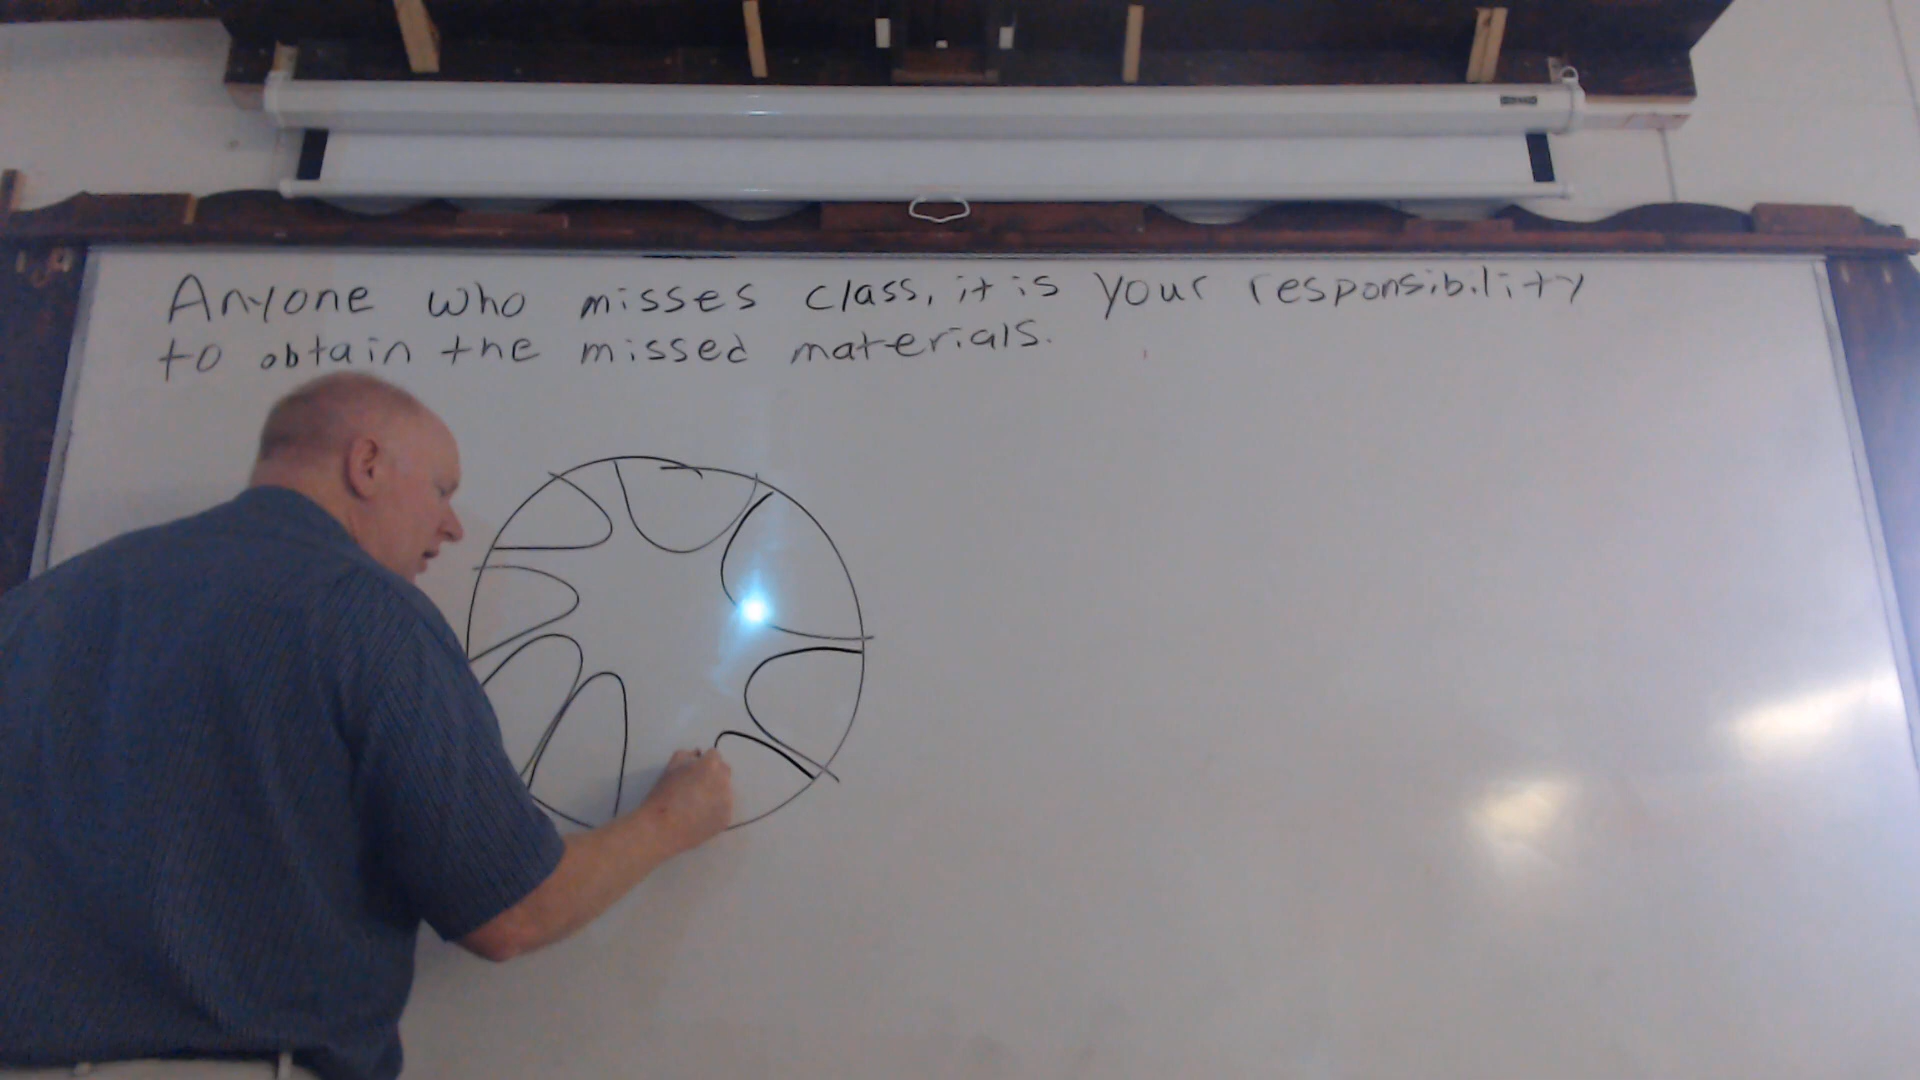 Anyone who misses class, it is your responsibility
to obtain the missed materials.